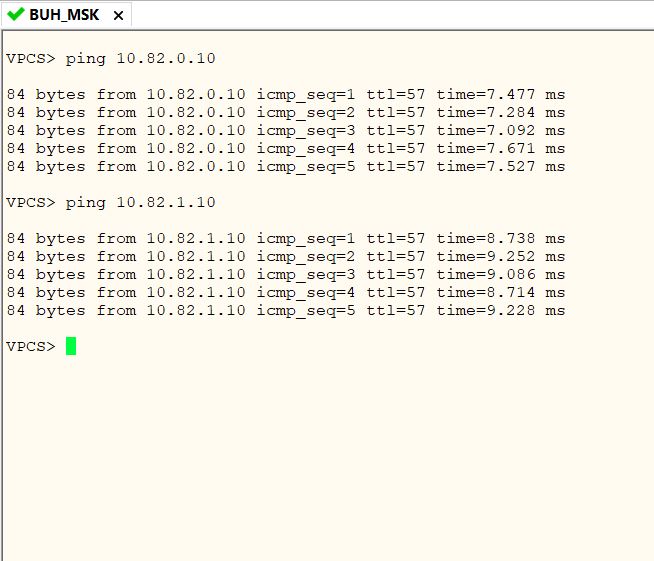 BUH_MSK
VPCS> ping 10.82.0.10
84 bytes from 10.82.0.10 icmp_seq=1 ttl=57 time=7.477 ms
84 bytes from 10.82.0.10 icmp_seq=2 ttl=57 time=7.284 ms
84 bytes from 10.82.0.10 icmp_seq=3 ttl=57 time=7.092 ms
84 bytes from 10.82.0.10 icmp_seq=4 ttl=57 time=7.671 ms
84 bytes from 10.82.0.10 icmp_seq=5 ttl=57 time=7.527 ms
VPCS> ping 10.82.1.10
84 bytes from 10.82.1.10 icmp_seq=1 ttl=57 time=8.738 ms
84 bytes from 10.82.1.10 icmp_seq=2 ttl=57 time=9.252 ms
84 bytes from 10.82.1.10 icmp_seq=3 ttl=57 time=9.086 ms
84 bytes from 10.82.1.10 icmp_seq=4 ttl=57 time=8.714 ms
84 bytes from 10.82.1.10 icmp_seq=5 ttl=57 time=9.228 ms
VPCS>